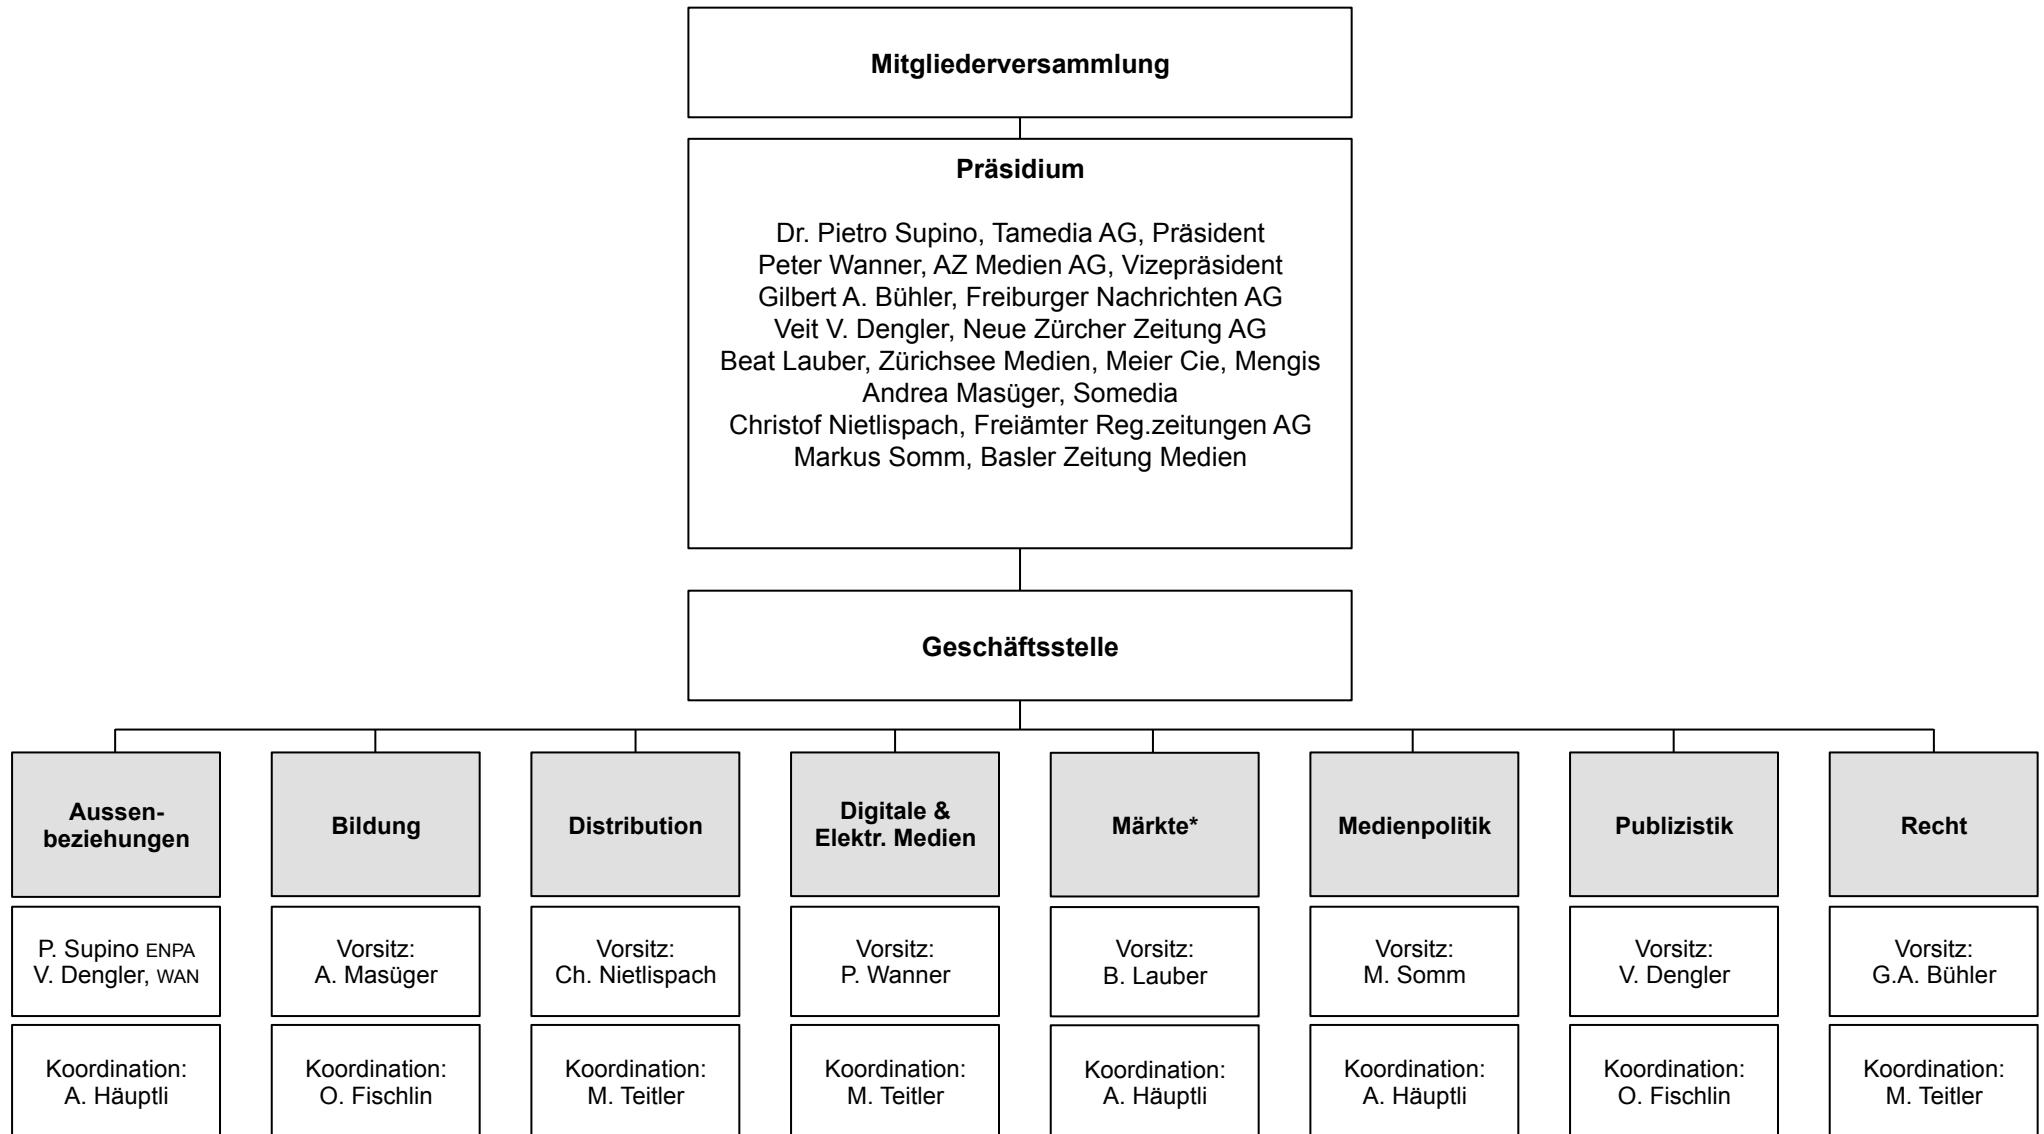 Mitgliederversammlung
Präsidium
Dr. Pietro Supino, Tamedia AG, Präsident
Peter Wanner, AZ Medien AG, Vizepräsident
Gilbert A. Bühler, Freiburger Nachrichten AG
Veit V. Dengler, Neue Zürcher Zeitung AG
Beat Lauber, Zürichsee Medien, Meier Cie, Mengis
Andrea Masüger, Somedia
Christof Nietlispach, Freiämter Reg.zeitungen AG
Markus Somm, Basler Zeitung Medien
Geschäftsstelle
Aussen-
beziehungen
P. Supino ENPA
V. Dengler, WAN
Koordination:
A. Häuptli
Bildung
Vorsitz:
A. Masüger
Koordination:
O. Fischlin
Distribution
Vorsitz:
Ch. Nietlispach
Koordination:
M. Teitler
Digitale &
Elektr. Medien
Vorsitz:
P. Wanner
Koordination:
M. Teitler
Märkte*
Vorsitz:
B. Lauber
Koordination:
A. Häuptli
Medienpolitik
Vorsitz:
M. Somm
Koordination:
A. Häuptli
Publizistik
Vorsitz:
V. Dengler
Koordination:
O. Fischlin
Recht
Vorsitz:
G.A. Bühler
Koordination:
M. Teitler